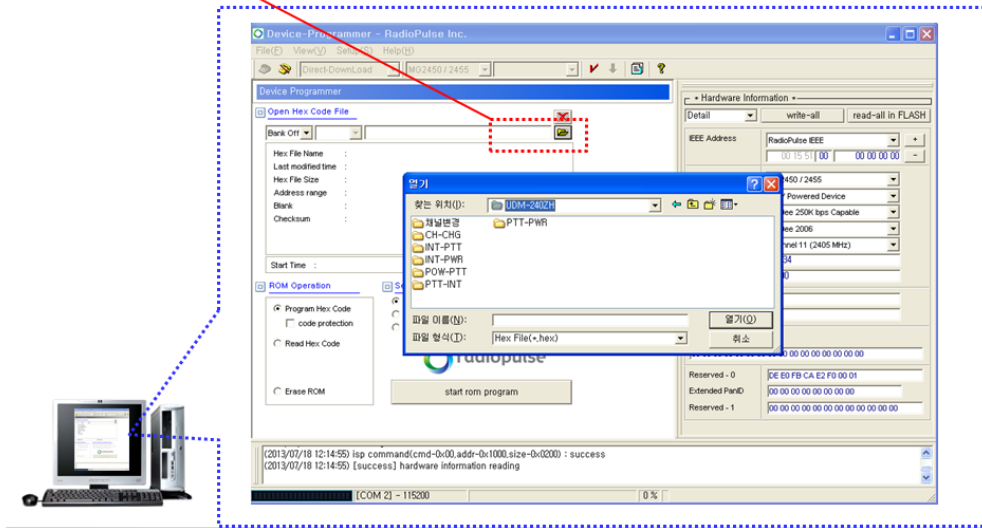 Device-Programmer - RadioPulse Inc.
File(F) View(V) Setup(S) Help(H)
Direct-DownLoad MG2450 / 2455
Device Programmer
Open Hex Code File
Bank Off
Hex File Name :
Last modified time :
Hex File Size :
Address range :
Blank :
Checksum :
Start Time :
ROM Operation
Program Hex Code
code protection
Read Hex Code
Erase ROM
radiopulse
start rom program
열기
찾는 위치(I):
UDM-240ZH
채널변경
CH-CHG
INT-PTT
INT-PWR
POW-PTT
PTT-INT
PTT-PWR
파일 이름(N):
열기(O)
파일 형식(T):
Hex File(*.hex)
취소
* Hardware Information *
Detail write-all read-all in FLASH
IEEE Address RadioPulse IEEE +
00 15 51 00 00 00 00 00 -
450 / 2455
Powered Device
ee 250K bps Capable
ee 2006
nnel 11 (2405 MHz)
34
00 00 00 00 00 00
Reserved - 0 DE E0 FB CA E2 F0 00 01
Extended PanID 00 00 00 00 00 00 00 00
Reserved - 1 00 00 00 00 00 00 00 00 00 00 00
(2013/07/18 12:14:55) isp command(cmd-0x00,addr-0x1000,size-0x0200) : success
(2013/07/18 12:14:55) [success] hardware information reading
[COM 2] - 115200 0 %